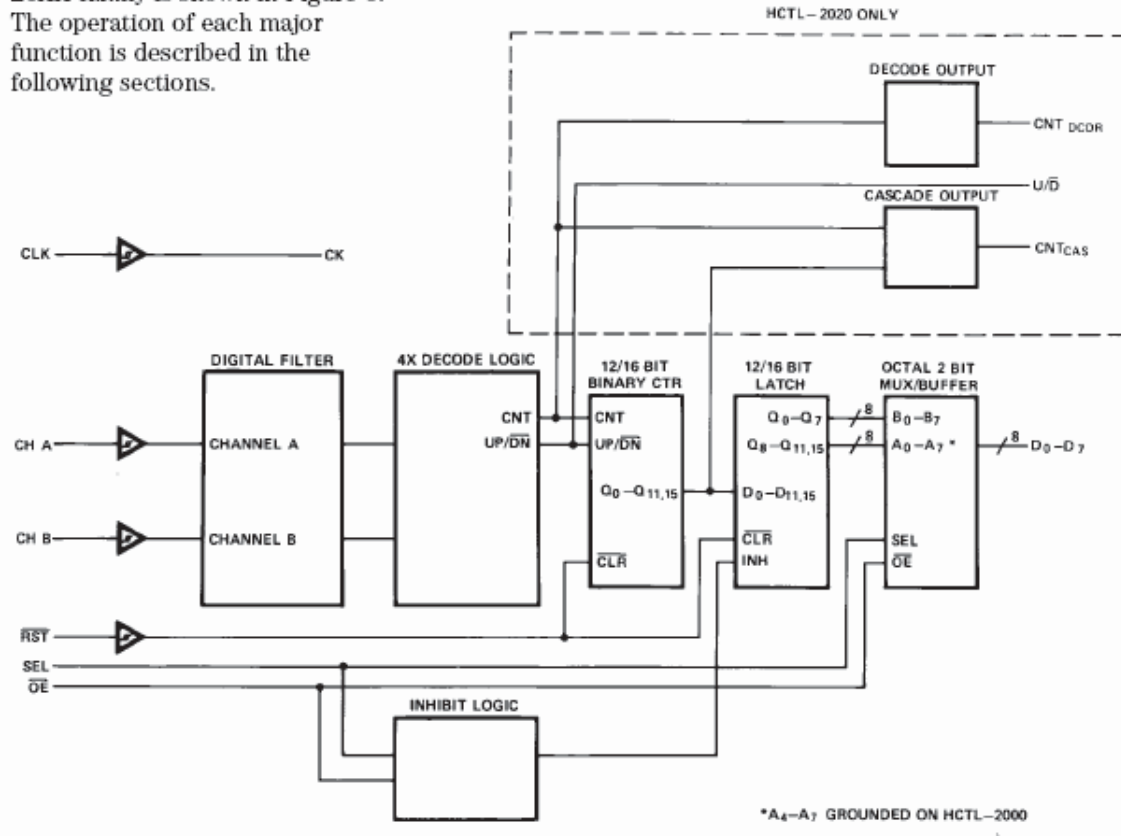 The operation of each major
function is described in the
following sections.
HCTL–2020 ONLY
DECODE OUTPUT
CNT DCDR
U/D̅
CASCADE OUTPUT
CNTCAS
CLK
CK
DIGITAL FILTER
4X DECODE LOGIC
12/16 BIT
BINARY CTR
12/16 BIT
LATCH
OCTAL 2 BIT
MUX/BUFFER
CH A
CHANNEL A
CNT
UP/D̅N̅
CNT
UP/D̅N̅
Q0–Q7
8
B0–B7
Q8–Q11,15
8
A0–A7 *
8
D0–D7
Q0–Q11,15
D0–D11,15
CH B
CHANNEL B
C̅L̅R̅
C̅L̅R̅
INH
SEL
O̅E̅
R̅S̅T̅
SEL
O̅E̅
INHIBIT LOGIC
*A4–A7 GROUNDED ON HCTL–2000